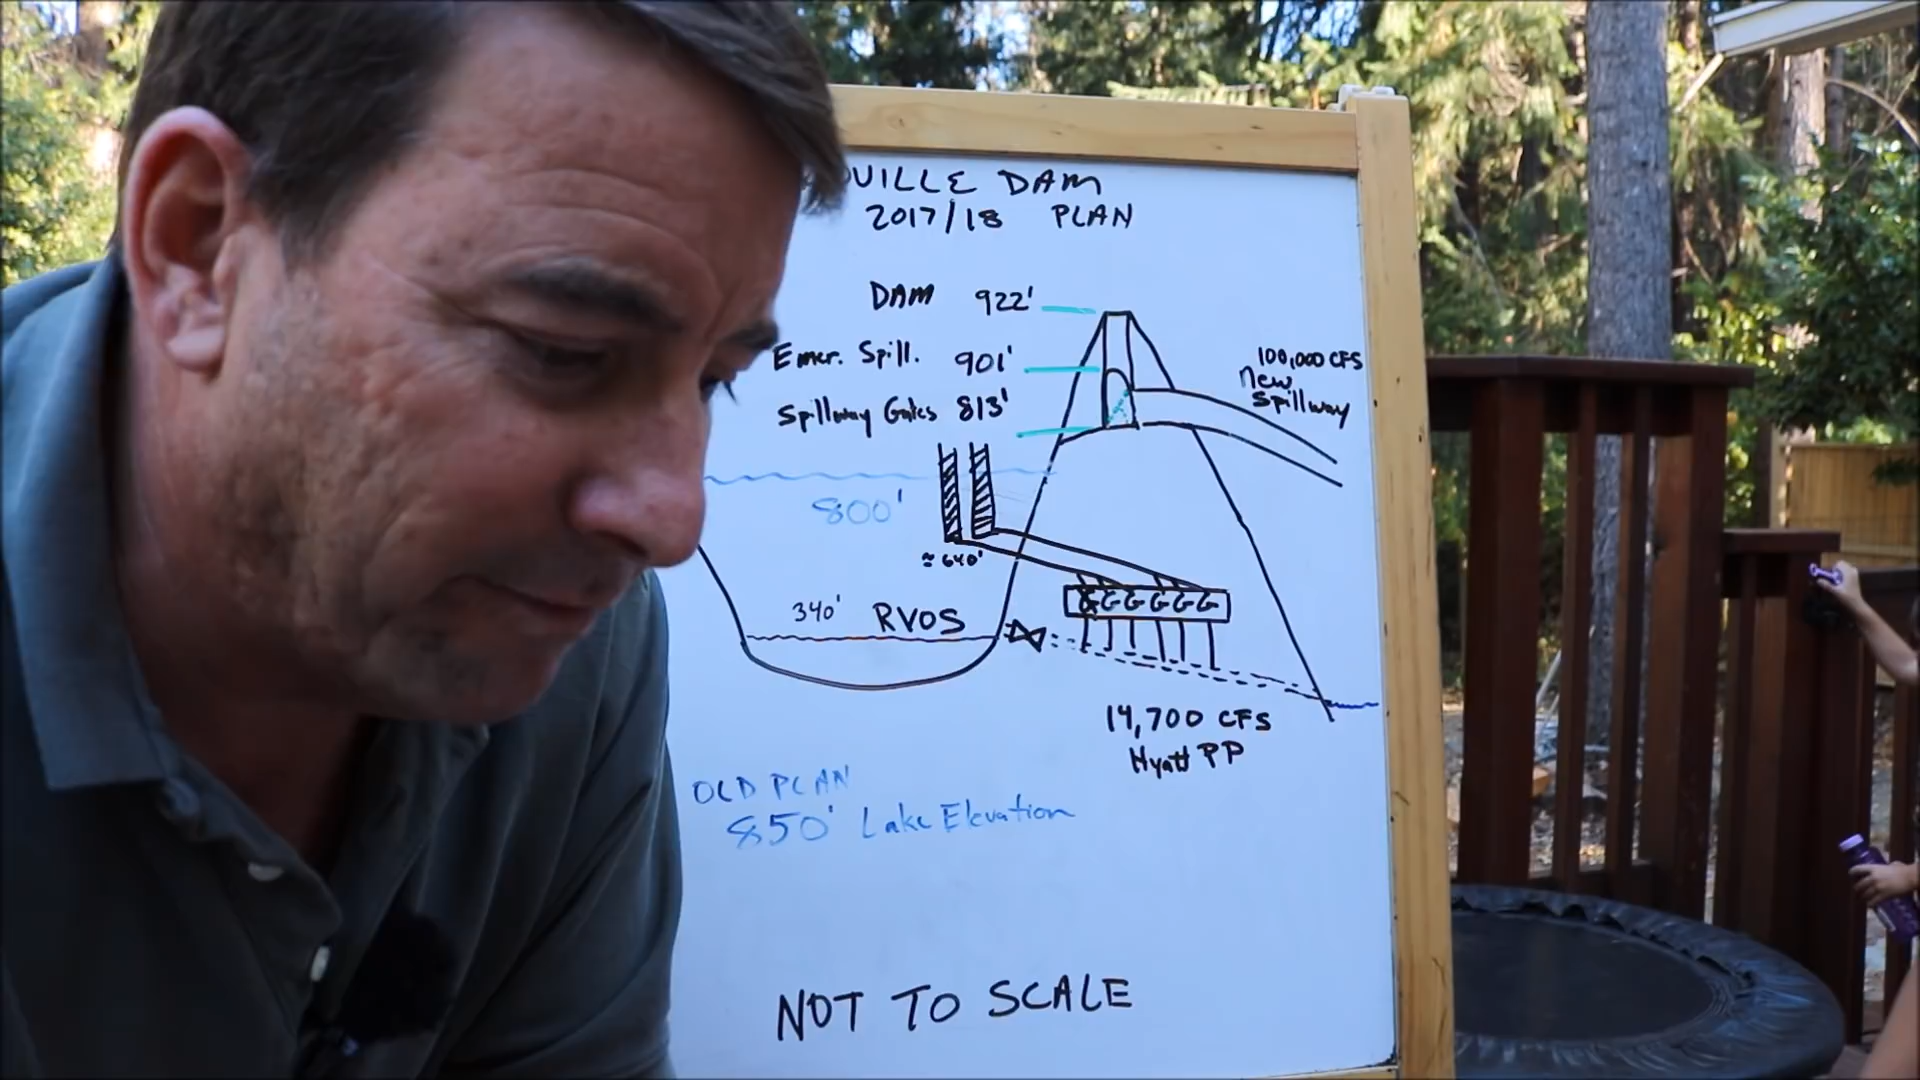 VILLE DAM
2017/18 PLAN
DAM 922'
Emer. Spill. 901'
Spillway Gates 813'
100,000 CFS
New
Spillway
800'
≈ 640'
340' RVOS
G G G G G
14,700 CFS
Hyatt PP
OLD PLAN
850' Lake Elevation
NOT TO SCALE